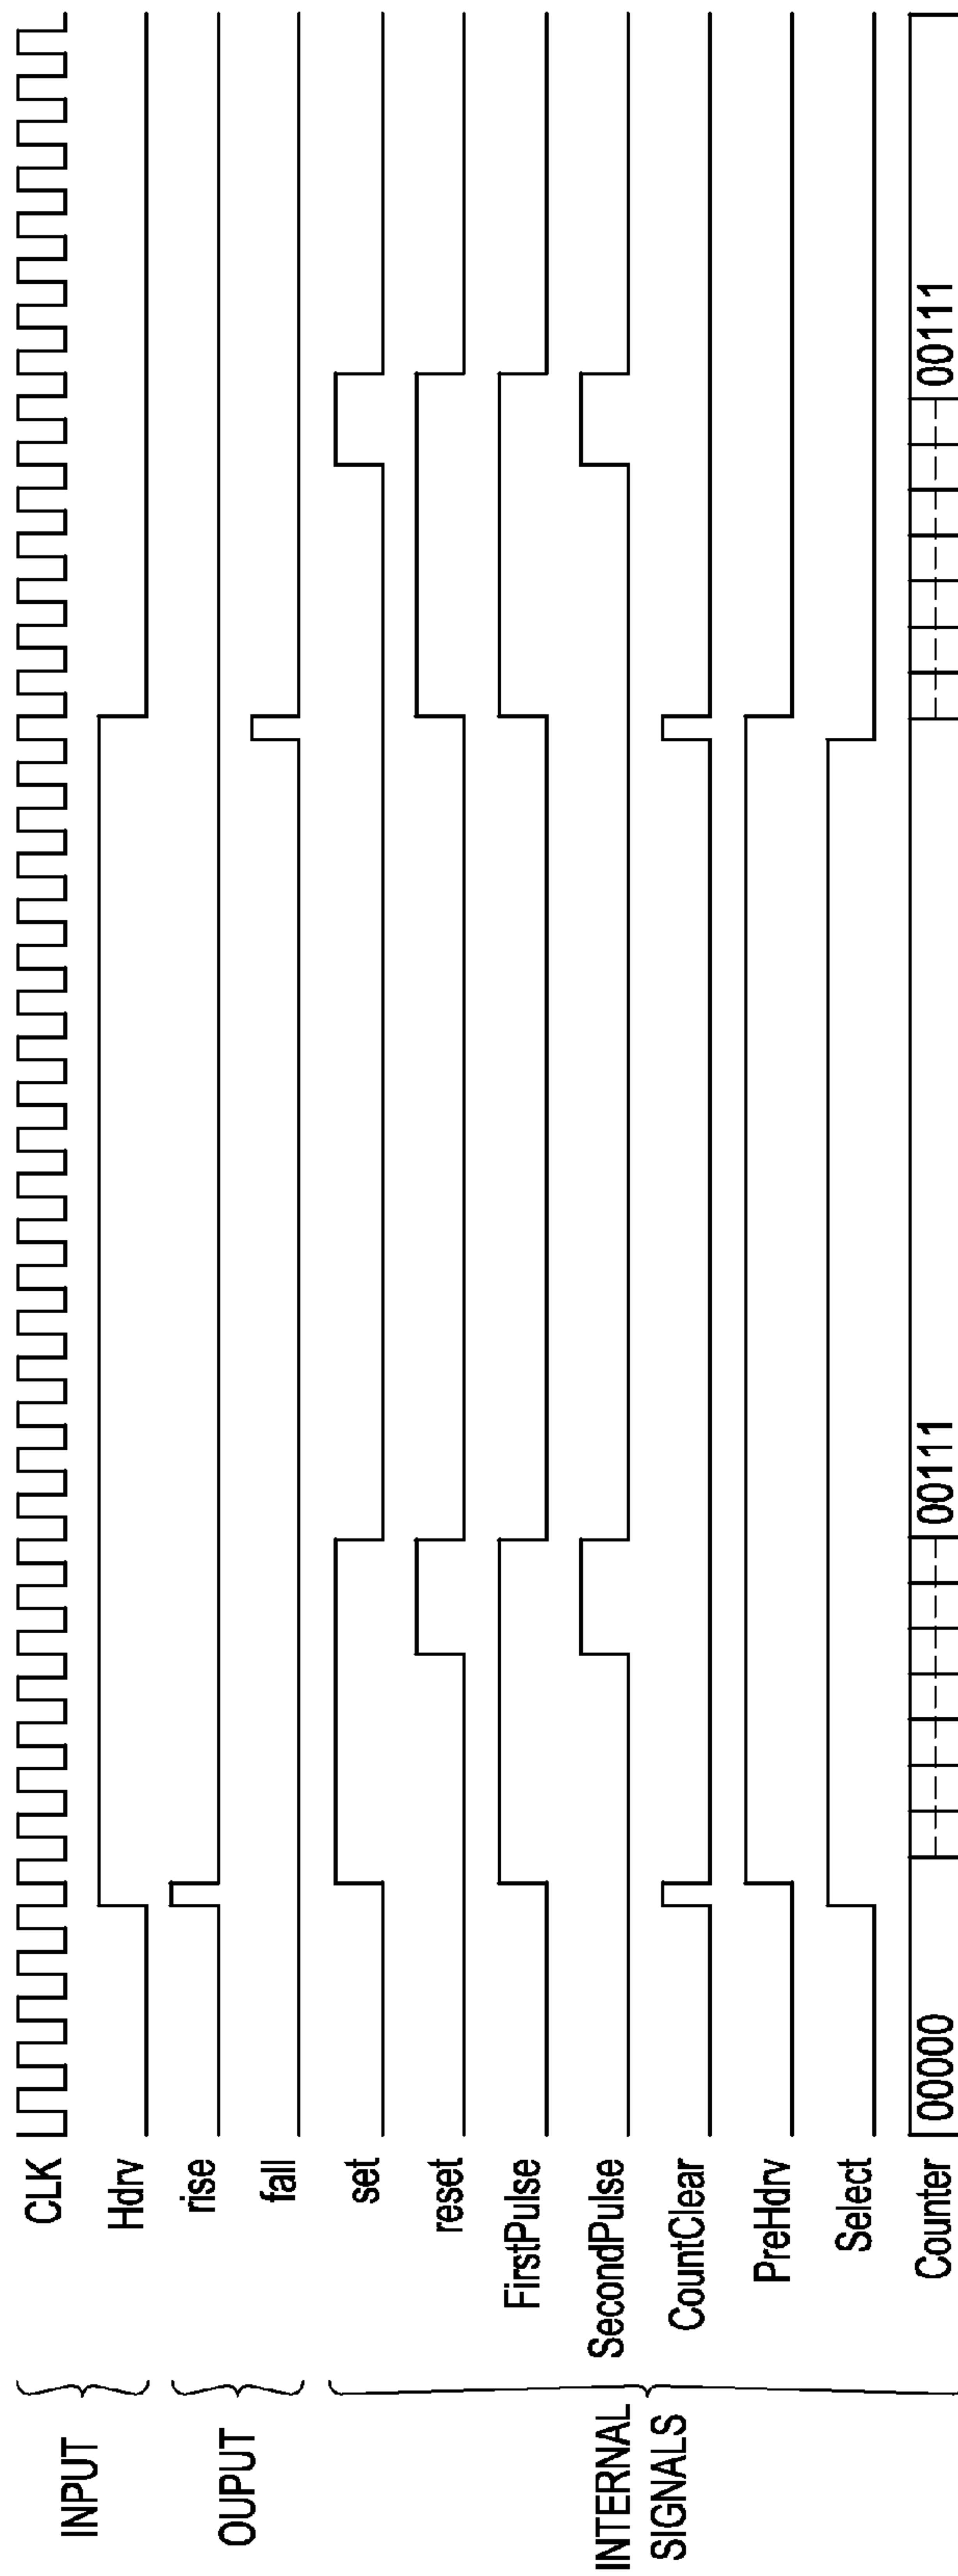 INPUT
CLK
Hdrv
OUPUT
rise
fall
INTERNAL
SIGNALS
set
reset
FirstPulse
SecondPulse
CountClear
PreHdrv
Select
Counter 00000 00111 00111